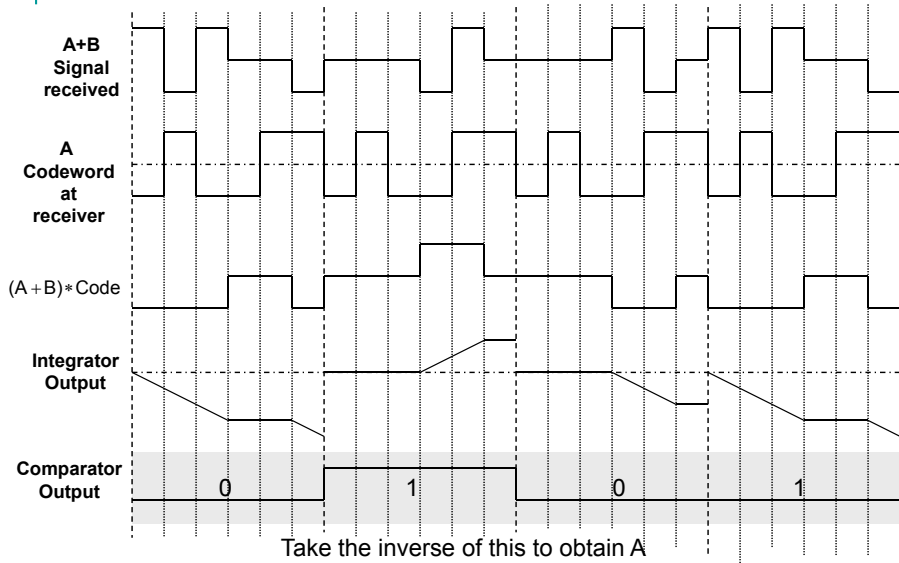 A+B
Signal
received
A
Codeword
at
receiver
(A+B)∗Code
Integrator
Output
Comparator
Output
0 1 0 1
Take the inverse of this to obtain A